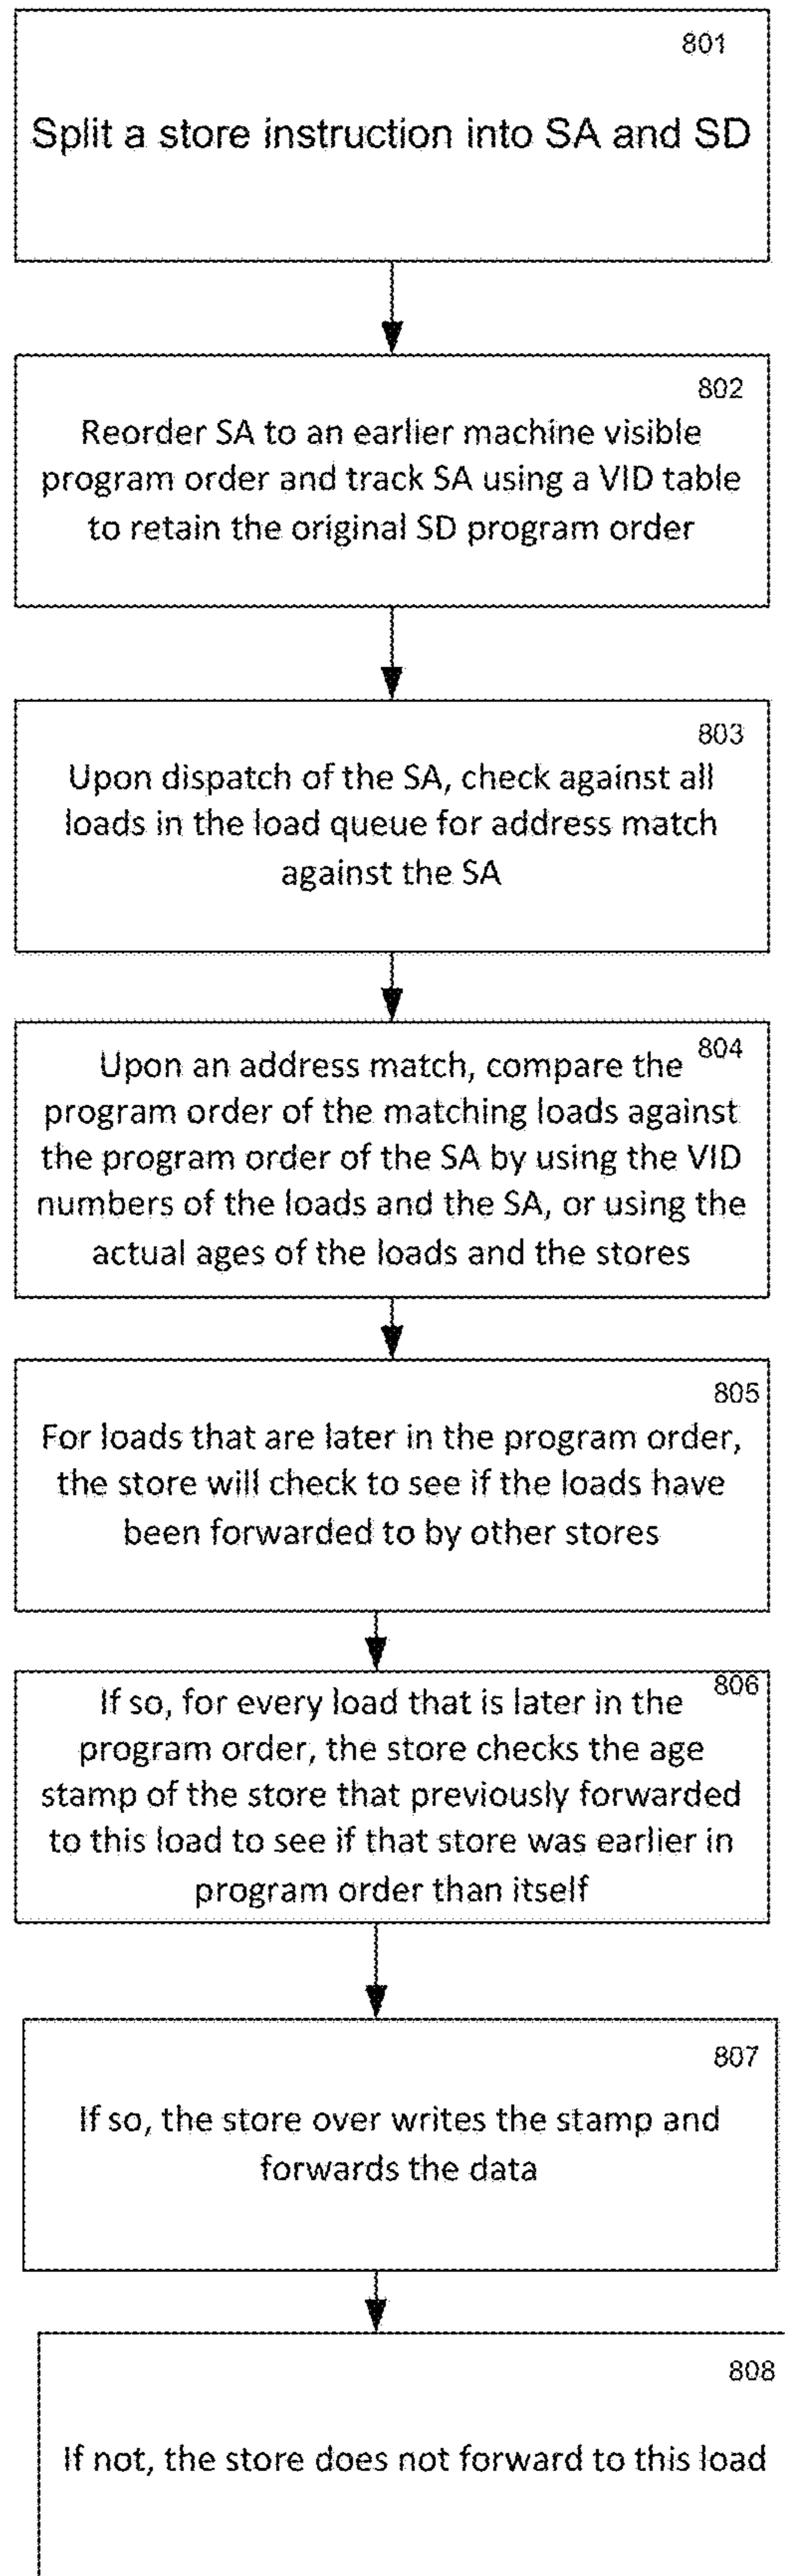 801
Split a store instruction into SA and SD
802
Reorder SA to an earlier machine visible
program order and track SA using a VID table
to retain the original SD program order
803
Upon dispatch of the SA, check against all
loads in the load queue for address match
against the SA
804
Upon an address match, compare the
program order of the matching loads against
the program order of the SA by using the VID
numbers of the loads and the SA, or using the
actual ages of the loads and the stores
805
For loads that are later in the program order,
the store will check to see if the loads have
been forwarded to by other stores
806
If so, for every load that is later in the
program order, the store checks the age
stamp of the store that previously forwarded
to this load to see if that store was earlier in
program order than itself
807
If so, the store over writes the stamp and
forwards the data
808
If not, the store does not forward to this load